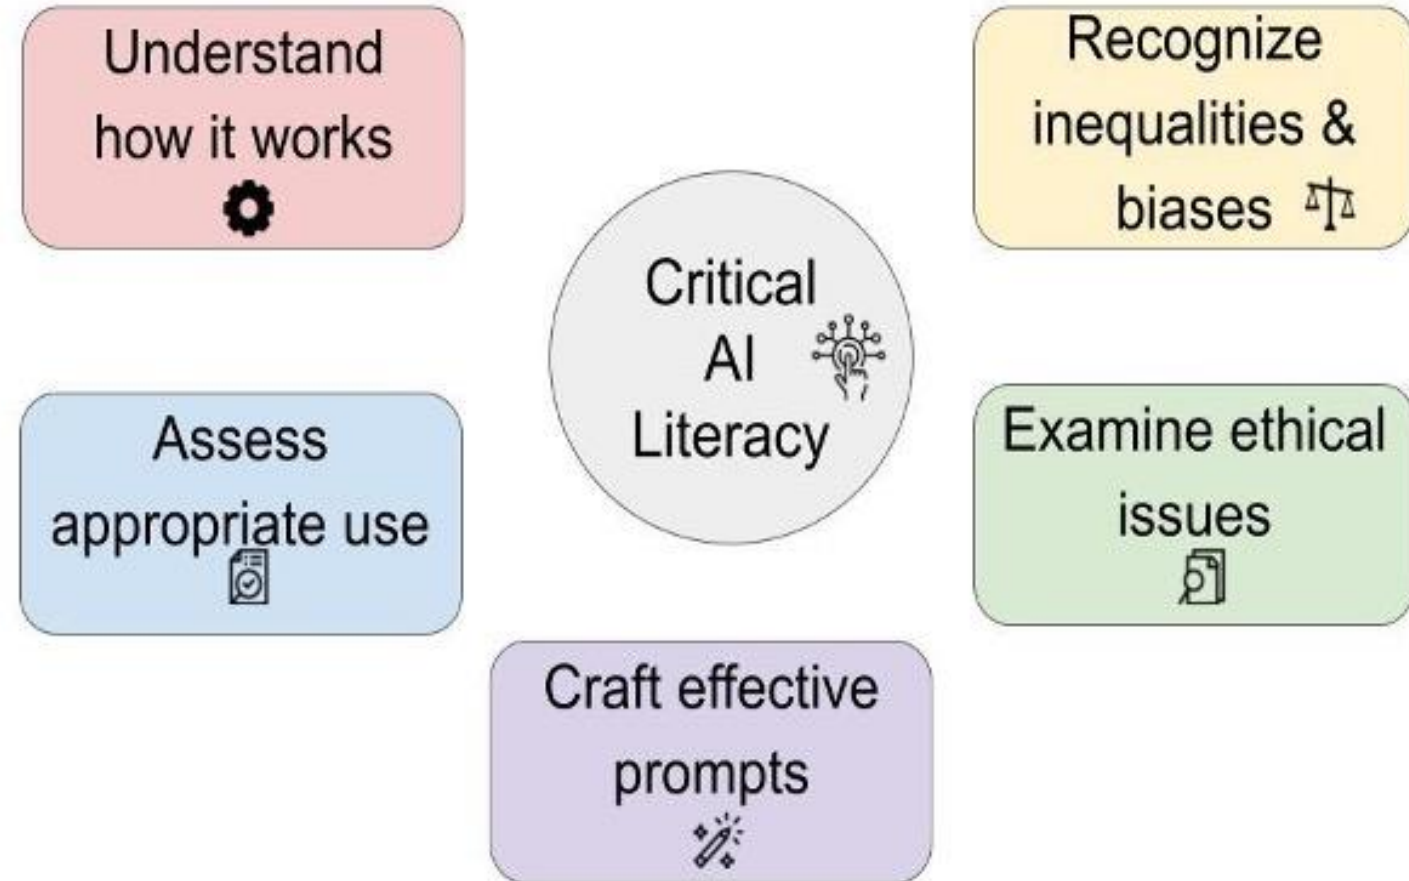 Understand
how it works
Recognize
inequalities &
biases
Critical
AI
Literacy
Assess
appropriate use
Examine ethical
issues
Craft effective
prompts